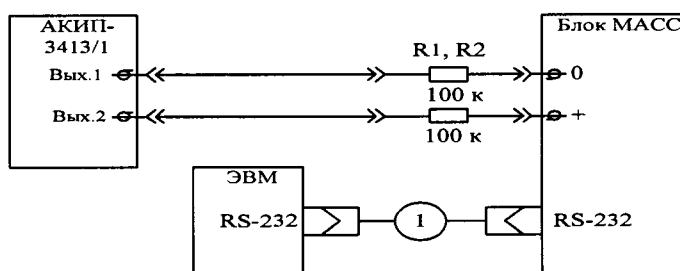 АКИП-
3413/1
Блок МАСС
R1, R2
Вых.1
0
100 к
Вых.2
+
100 к
ЭВМ
RS-232
1
RS-232